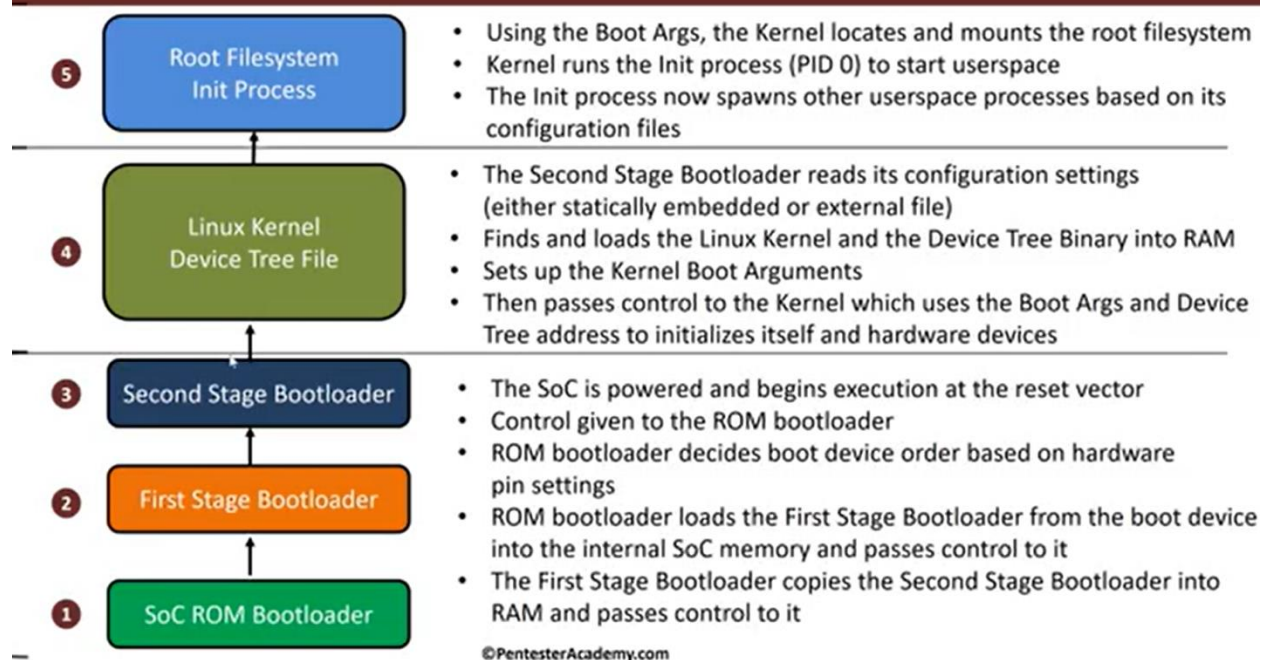 5
Root Filesystem
Init Process
• Using the Boot Args, the Kernel locates and mounts the root filesystem
• Kernel runs the Init process (PID 0) to start userspace
• The Init process now spawns other userspace processes based on its
configuration files
4
Linux Kernel
Device Tree File
• The Second Stage Bootloader reads its configuration settings
(either statically embedded or external file)
• Finds and loads the Linux Kernel and the Device Tree Binary into RAM
• Sets up the Kernel Boot Arguments
• Then passes control to the Kernel which uses the Boot Args and Device
Tree address to initializes itself and hardware devices
3
Second Stage Bootloader
2
First Stage Bootloader
1
SoC ROM Bootloader
• The SoC is powered and begins execution at the reset vector
• Control given to the ROM bootloader
• ROM bootloader decides boot device order based on hardware
pin settings
• ROM bootloader loads the First Stage Bootloader from the boot device
into the internal SoC memory and passes control to it
• The First Stage Bootloader copies the Second Stage Bootloader into
RAM and passes control to it
©PentesterAcademy.com